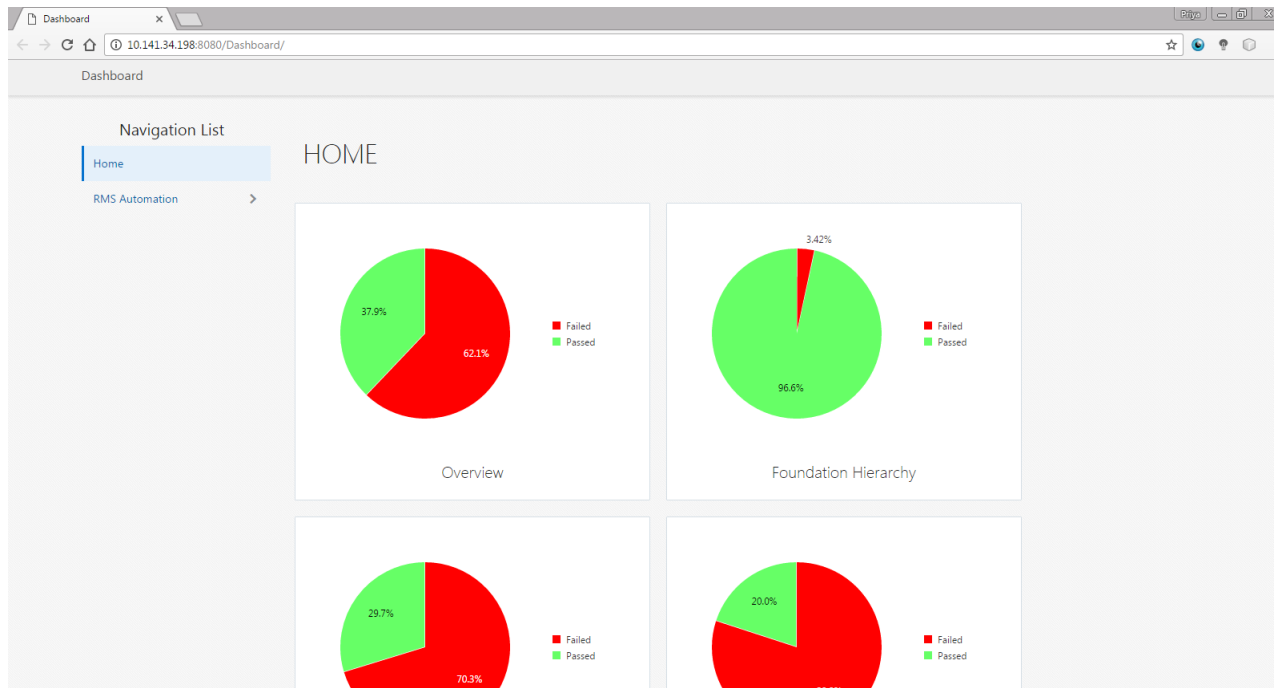 Dashboard
Priya
10.141.34.198:8080/Dashboard/
Dashboard
Navigation List
Home
RMS Automation
HOME
37.9%
62.1%
Failed
Passed
Overview
3.42%
96.6%
Failed
Passed
Foundation Hierarchy
29.7%
70.3%
Failed
Passed
20.0%
Failed
Passed